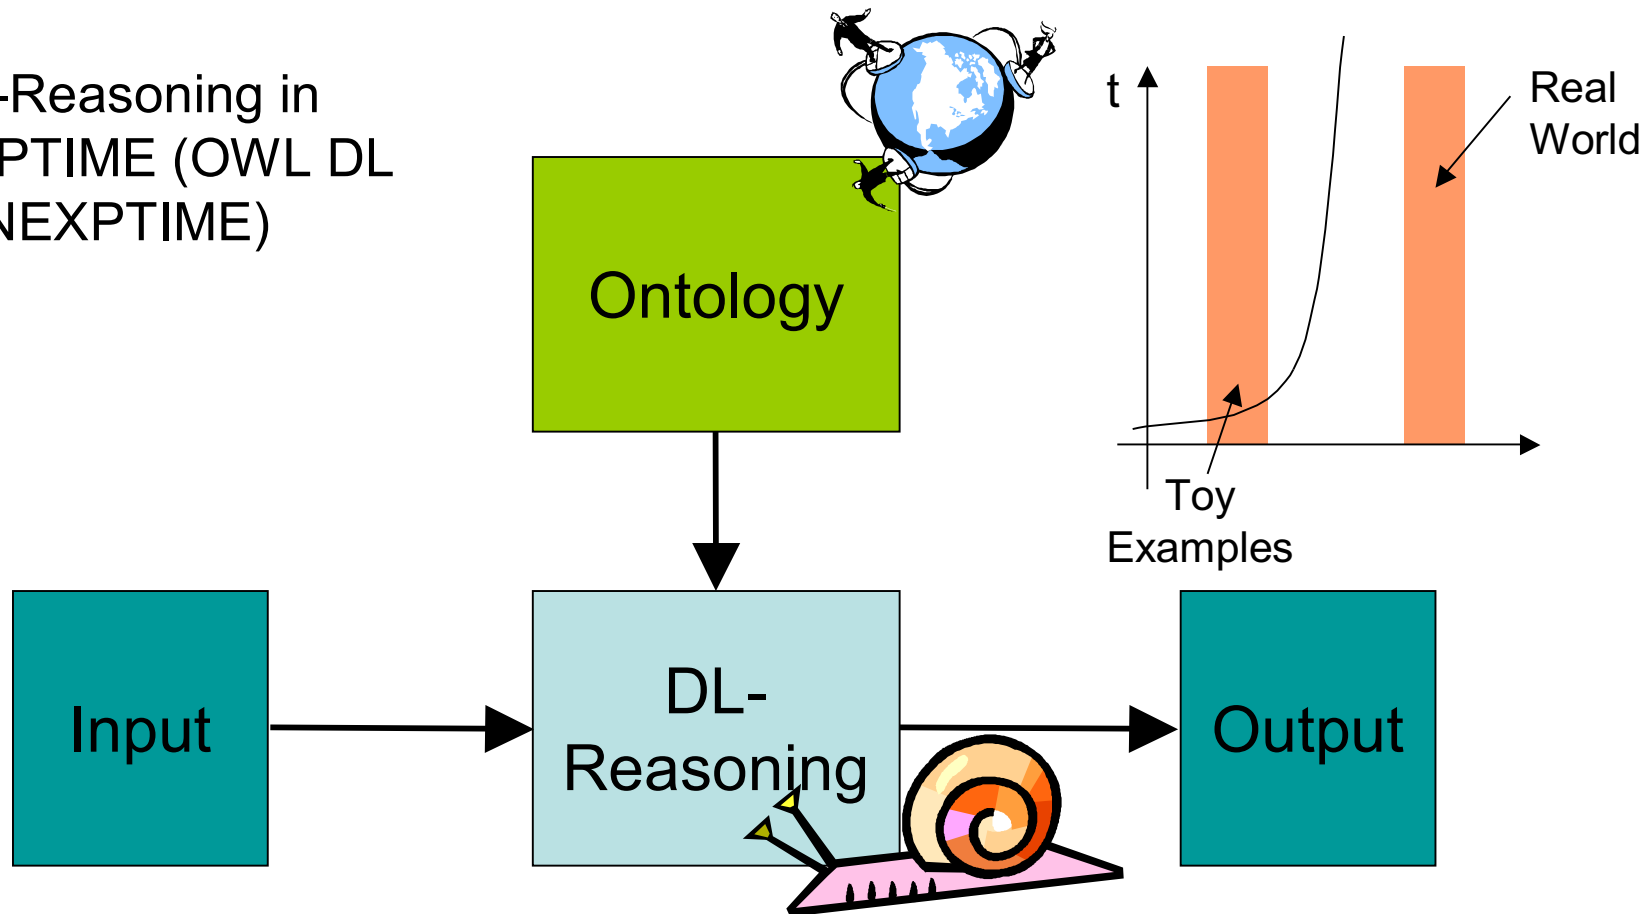 -Reasoning in
PTIME (OWL DL
NEXPTIME)
Ontology
t
Real
World
Toy
Examples
Input
DL-
Reasoning
Output